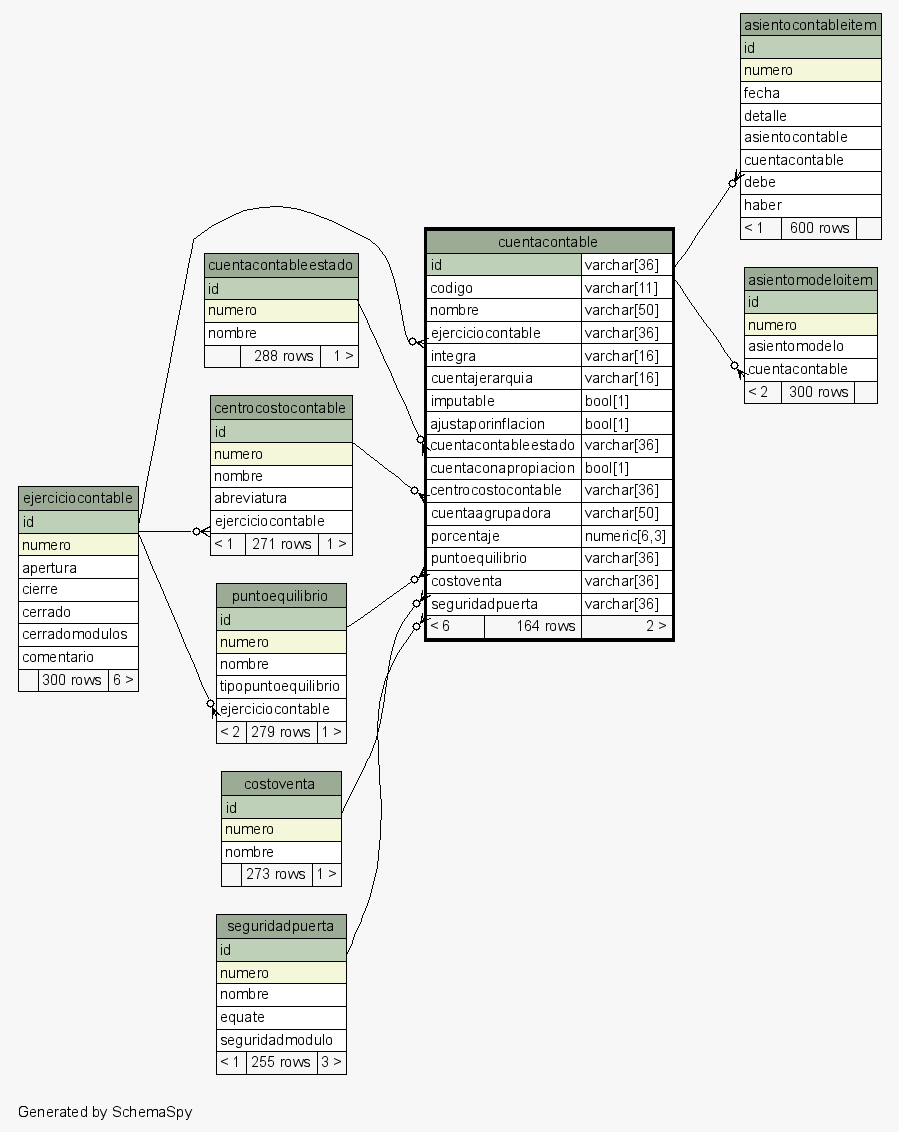 asientocontableitem
id
numero
fecha
detalle
asientocontable
cuentacontable
debe
haber
< 1 600 rows
cuentacontable
id varchar[36]
codigo varchar[11]
nombre varchar[50]
ejerciciocontable varchar[36]
integra varchar[16]
cuentajerarquia varchar[16]
imputable bool[1]
ajustaporinflacion bool[1]
cuentacontableestado varchar[36]
cuentaconapropiacion bool[1]
centrocostocontable varchar[36]
cuentaagrupadora varchar[50]
porcentaje numeric[6,3]
puntoequilibrio varchar[36]
costoventa varchar[36]
seguridadpuerta varchar[36]
< 6 164 rows 2 >
asientomodeloitem
id
numero
asientomodelo
cuentacontable
< 2 300 rows
cuentacontableestado
id
numero
nombre
288 rows 1 >
centrocostocontable
id
numero
nombre
abreviatura
ejerciciocontable
< 1 271 rows 1 >
ejerciciocontable
id
numero
apertura
cierre
cerrado
cerradomodulos
comentario
300 rows 6 >
puntoequilibrio
id
numero
nombre
tipopuntoequilibrio
ejerciciocontable
< 2 279 rows 1 >
costoventa
id
numero
nombre
273 rows 1 >
seguridadpuerta
id
numero
nombre
equate
seguridadmodulo
< 1 255 rows 3 >
Generated by SchemaSpy